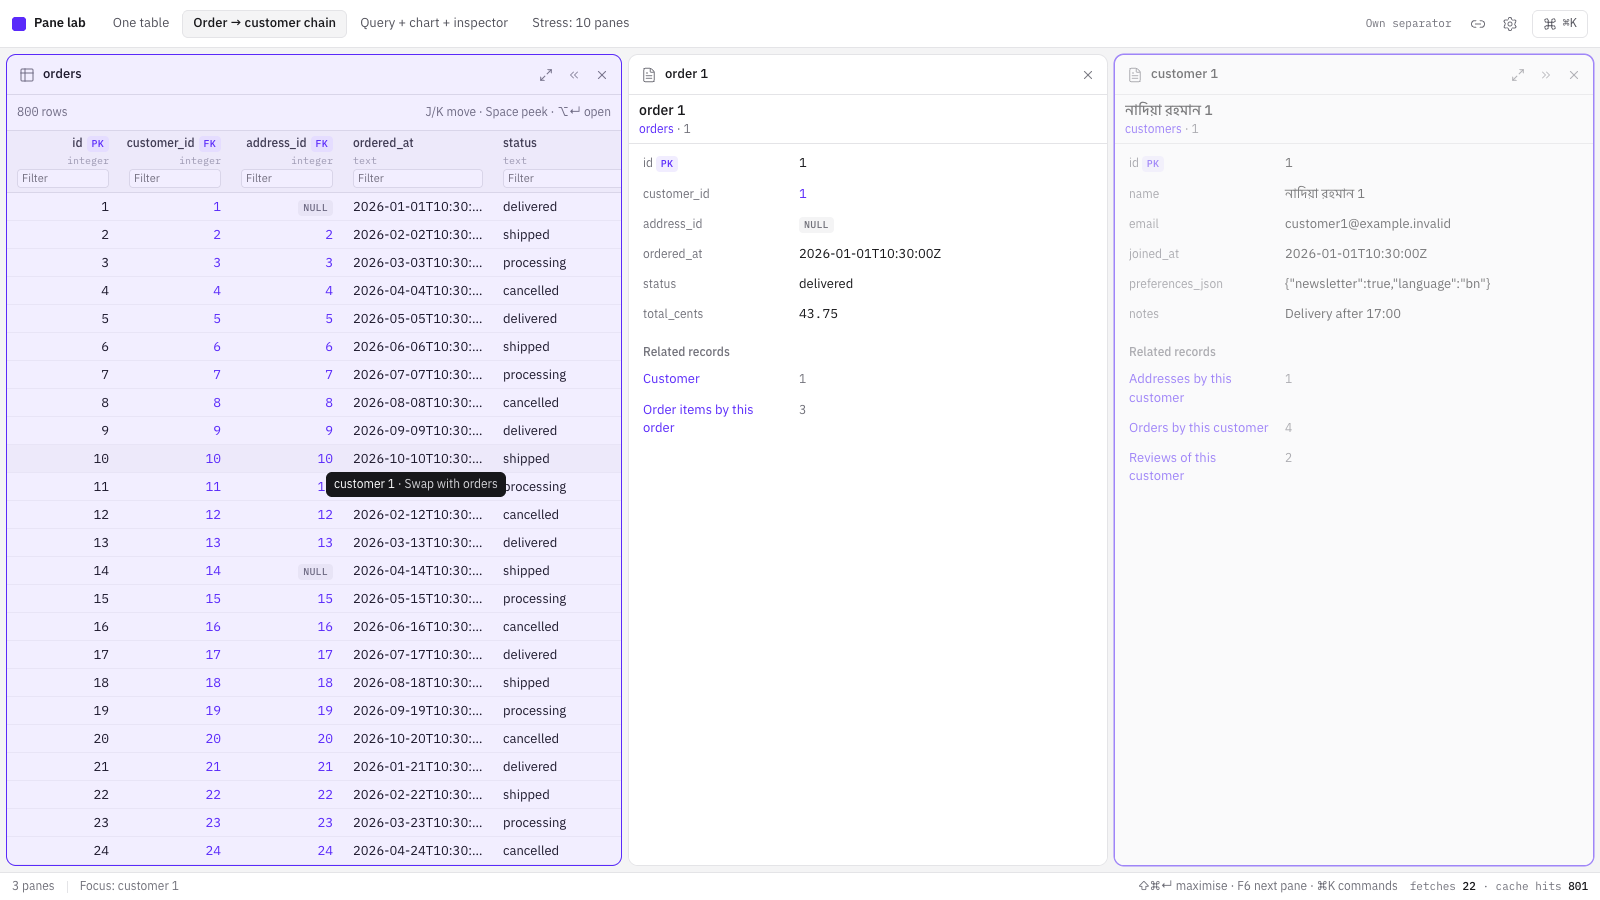 Pane lab One table Order → customer chain Query + chart + inspector Stress: 10 panes Own separator ⌘ ⌘K
orders
800 rows J/K move · Space peek · ⌥↵ open
id PK customer_id FK address_id FK ordered_at status
integer integer integer text text
Filter Filter Filter Filter Filter
1 1 NULL 2026-01-01T10:30:... delivered
2 2 2 2026-02-02T10:30:... shipped
3 3 3 2026-03-03T10:30:... processing
4 4 4 2026-04-04T10:30:... cancelled
5 5 5 2026-05-05T10:30:... delivered
6 6 6 2026-06-06T10:30:... shipped
7 7 7 2026-07-07T10:30:... processing
8 8 8 2026-08-08T10:30:... cancelled
9 9 9 2026-09-09T10:30:... delivered
10 10 10 2026-10-10T10:30:... shipped
11 11 processing
customer 1 · Swap with orders
12 12 12 2026-02-12T10:30:... cancelled
13 13 13 2026-03-13T10:30:... delivered
14 14 NULL 2026-04-14T10:30:... shipped
15 15 15 2026-05-15T10:30:... processing
16 16 16 2026-06-16T10:30:... cancelled
17 17 17 2026-07-17T10:30:... delivered
18 18 18 2026-08-18T10:30:... shipped
19 19 19 2026-09-19T10:30:... processing
20 20 20 2026-10-20T10:30:... cancelled
21 21 21 2026-01-21T10:30:... delivered
22 22 22 2026-02-22T10:30:... shipped
23 23 23 2026-03-23T10:30:... processing
24 24 24 2026-04-24T10:30:... cancelled
order 1
order 1
orders · 1
id PK 1
customer_id 1
address_id NULL
ordered_at 2026-01-01T10:30:00Z
status delivered
total_cents 43.75
Related records
Customer 1
Order items by this 3
order
customer 1
নাদিয়া রহমান 1
customers · 1
id PK 1
name নাদিয়া রহমান 1
email customer1@example.invalid
joined_at 2026-01-01T10:30:00Z
preferences_json {"newsletter":true,"language":"bn"}
notes Delivery after 17:00
Related records
Addresses by this 1
customer
Orders by this customer 4
Reviews of this 2
customer
3 panes Focus: customer 1 ⇧⌘↵ maximise · F6 next pane · ⌘K commands fetches 22 · cache hits 801